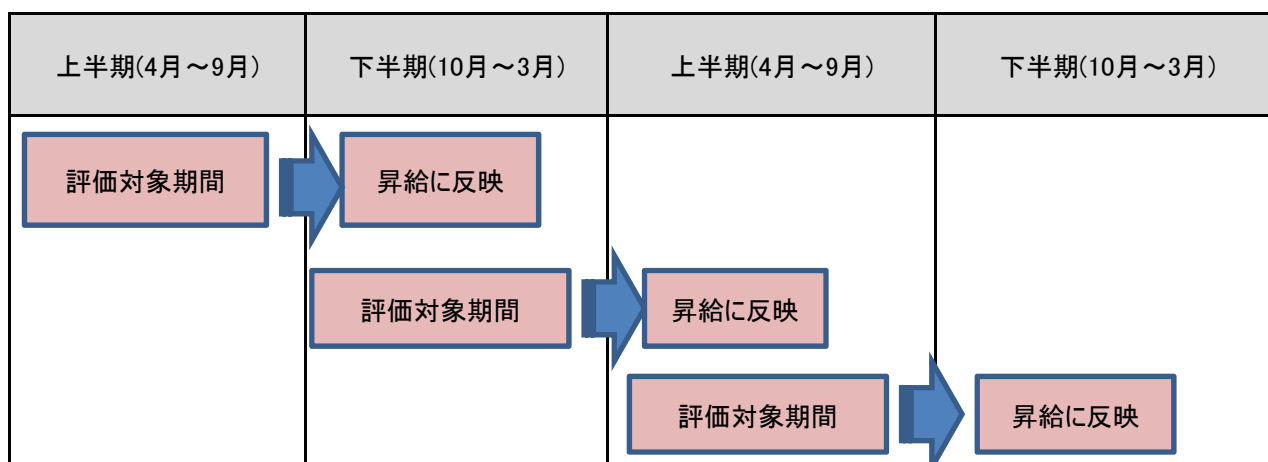 上半期(4月～9月)
下半期(10月～3月)
上半期(4月～9月)
下半期(10月～3月)
評価対象期間
昇給に反映
評価対象期間
昇給に反映
評価対象期間
昇給に反映